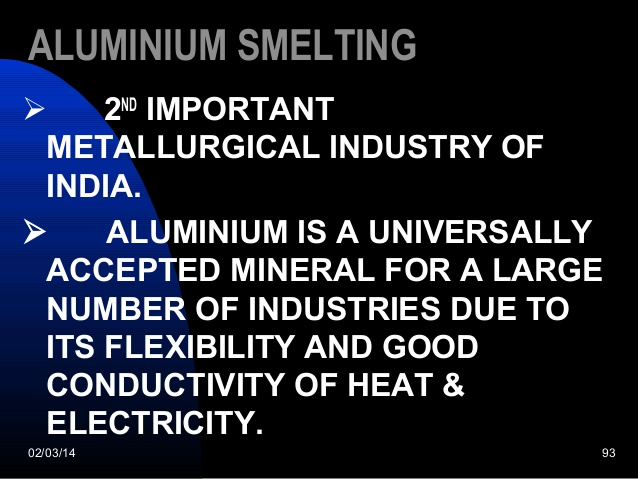 ALUMINIUM SMELTING
➢ 2ND IMPORTANT
METALLURGICAL INDUSTRY OF
INDIA.
➢ ALUMINIUM IS A UNIVERSALLY
ACCEPTED MINERAL FOR A LARGE
NUMBER OF INDUSTRIES DUE TO
ITS FLEXIBILITY AND GOOD
CONDUCTIVITY OF HEAT &
ELECTRICITY.
02/03/14 93